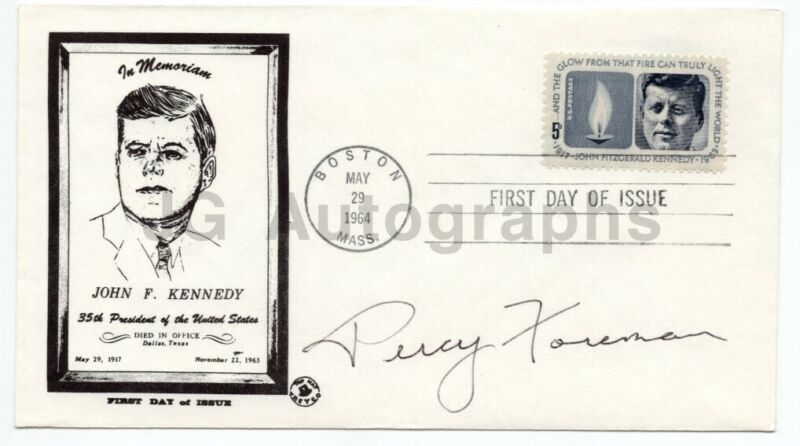 In Memoriam
JOHN F. KENNEDY
35th President of the United States
DIED IN OFFICE
Dallas, Texas
May 29, 1917 November 22, 1963
FIRST DAY of ISSUE
BOSTON
MAY
29
1964
MASS.
AND THE GLOW FROM THAT FIRE CAN TRULY LIGHT THE WORLD
U.S. POSTAGE
5¢
1917·JOHN FITZGERALD KENNEDY·1963
FIRST DAY OF ISSUE
JG Autographs
Percy Foreman